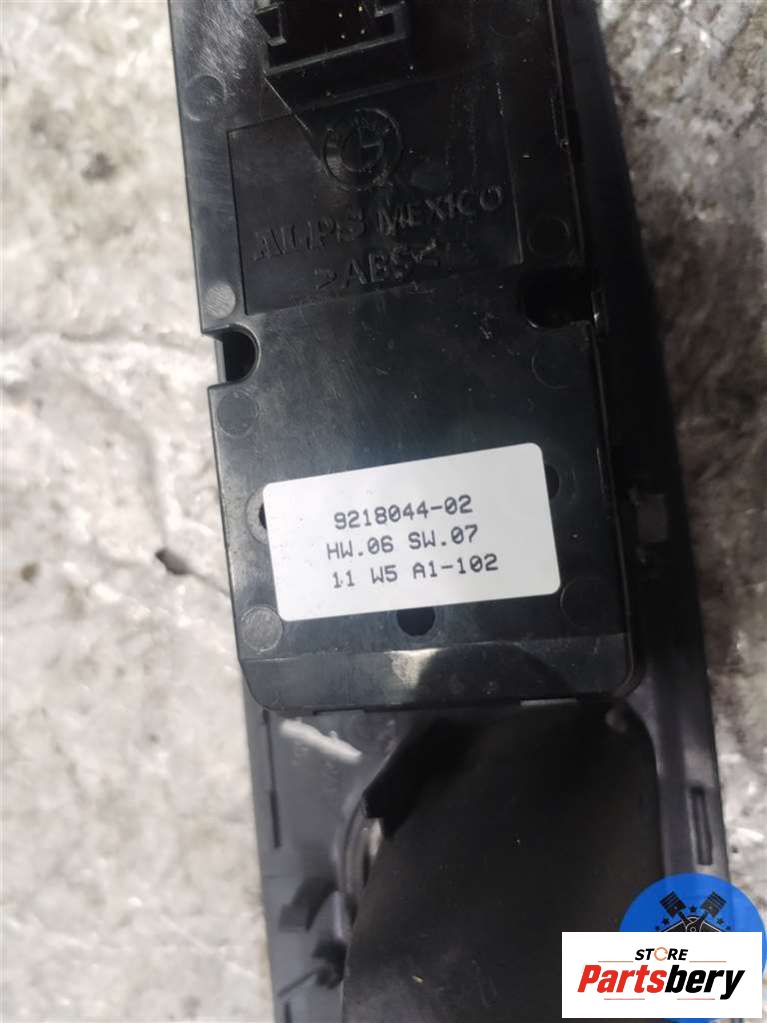 ALPS MEXICO
>ABS<
9218044-02
HW.06 SW.07
11 W5 A1-102
STORE
Partsbery